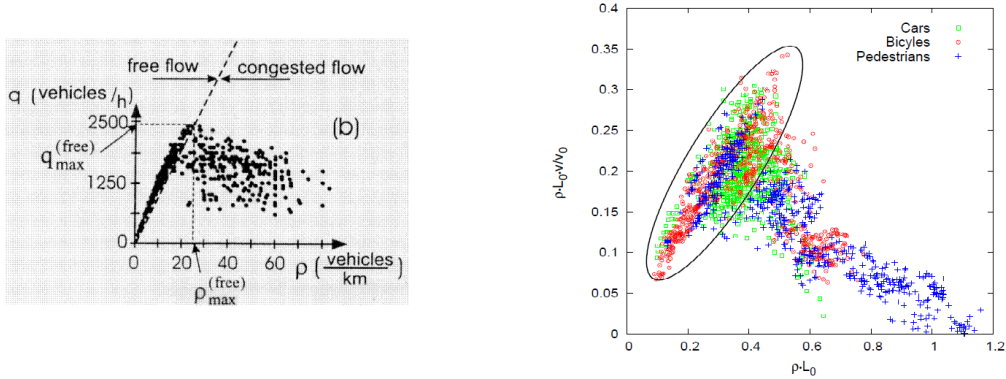 free flow congested flow
q (vehicles/h)
(b)
2500
q max (free)
1250
0
0 20 40 60 ρ (vehicles/km)
ρ max (free)
Cars
Bicyles
Pedestrians
0.35
0.3
0.25
0.2
0.15
0.1
0.05
0
ρ·L0·v/v0
0 0.2 0.4 0.6 0.8 1 1.2
ρ·L0